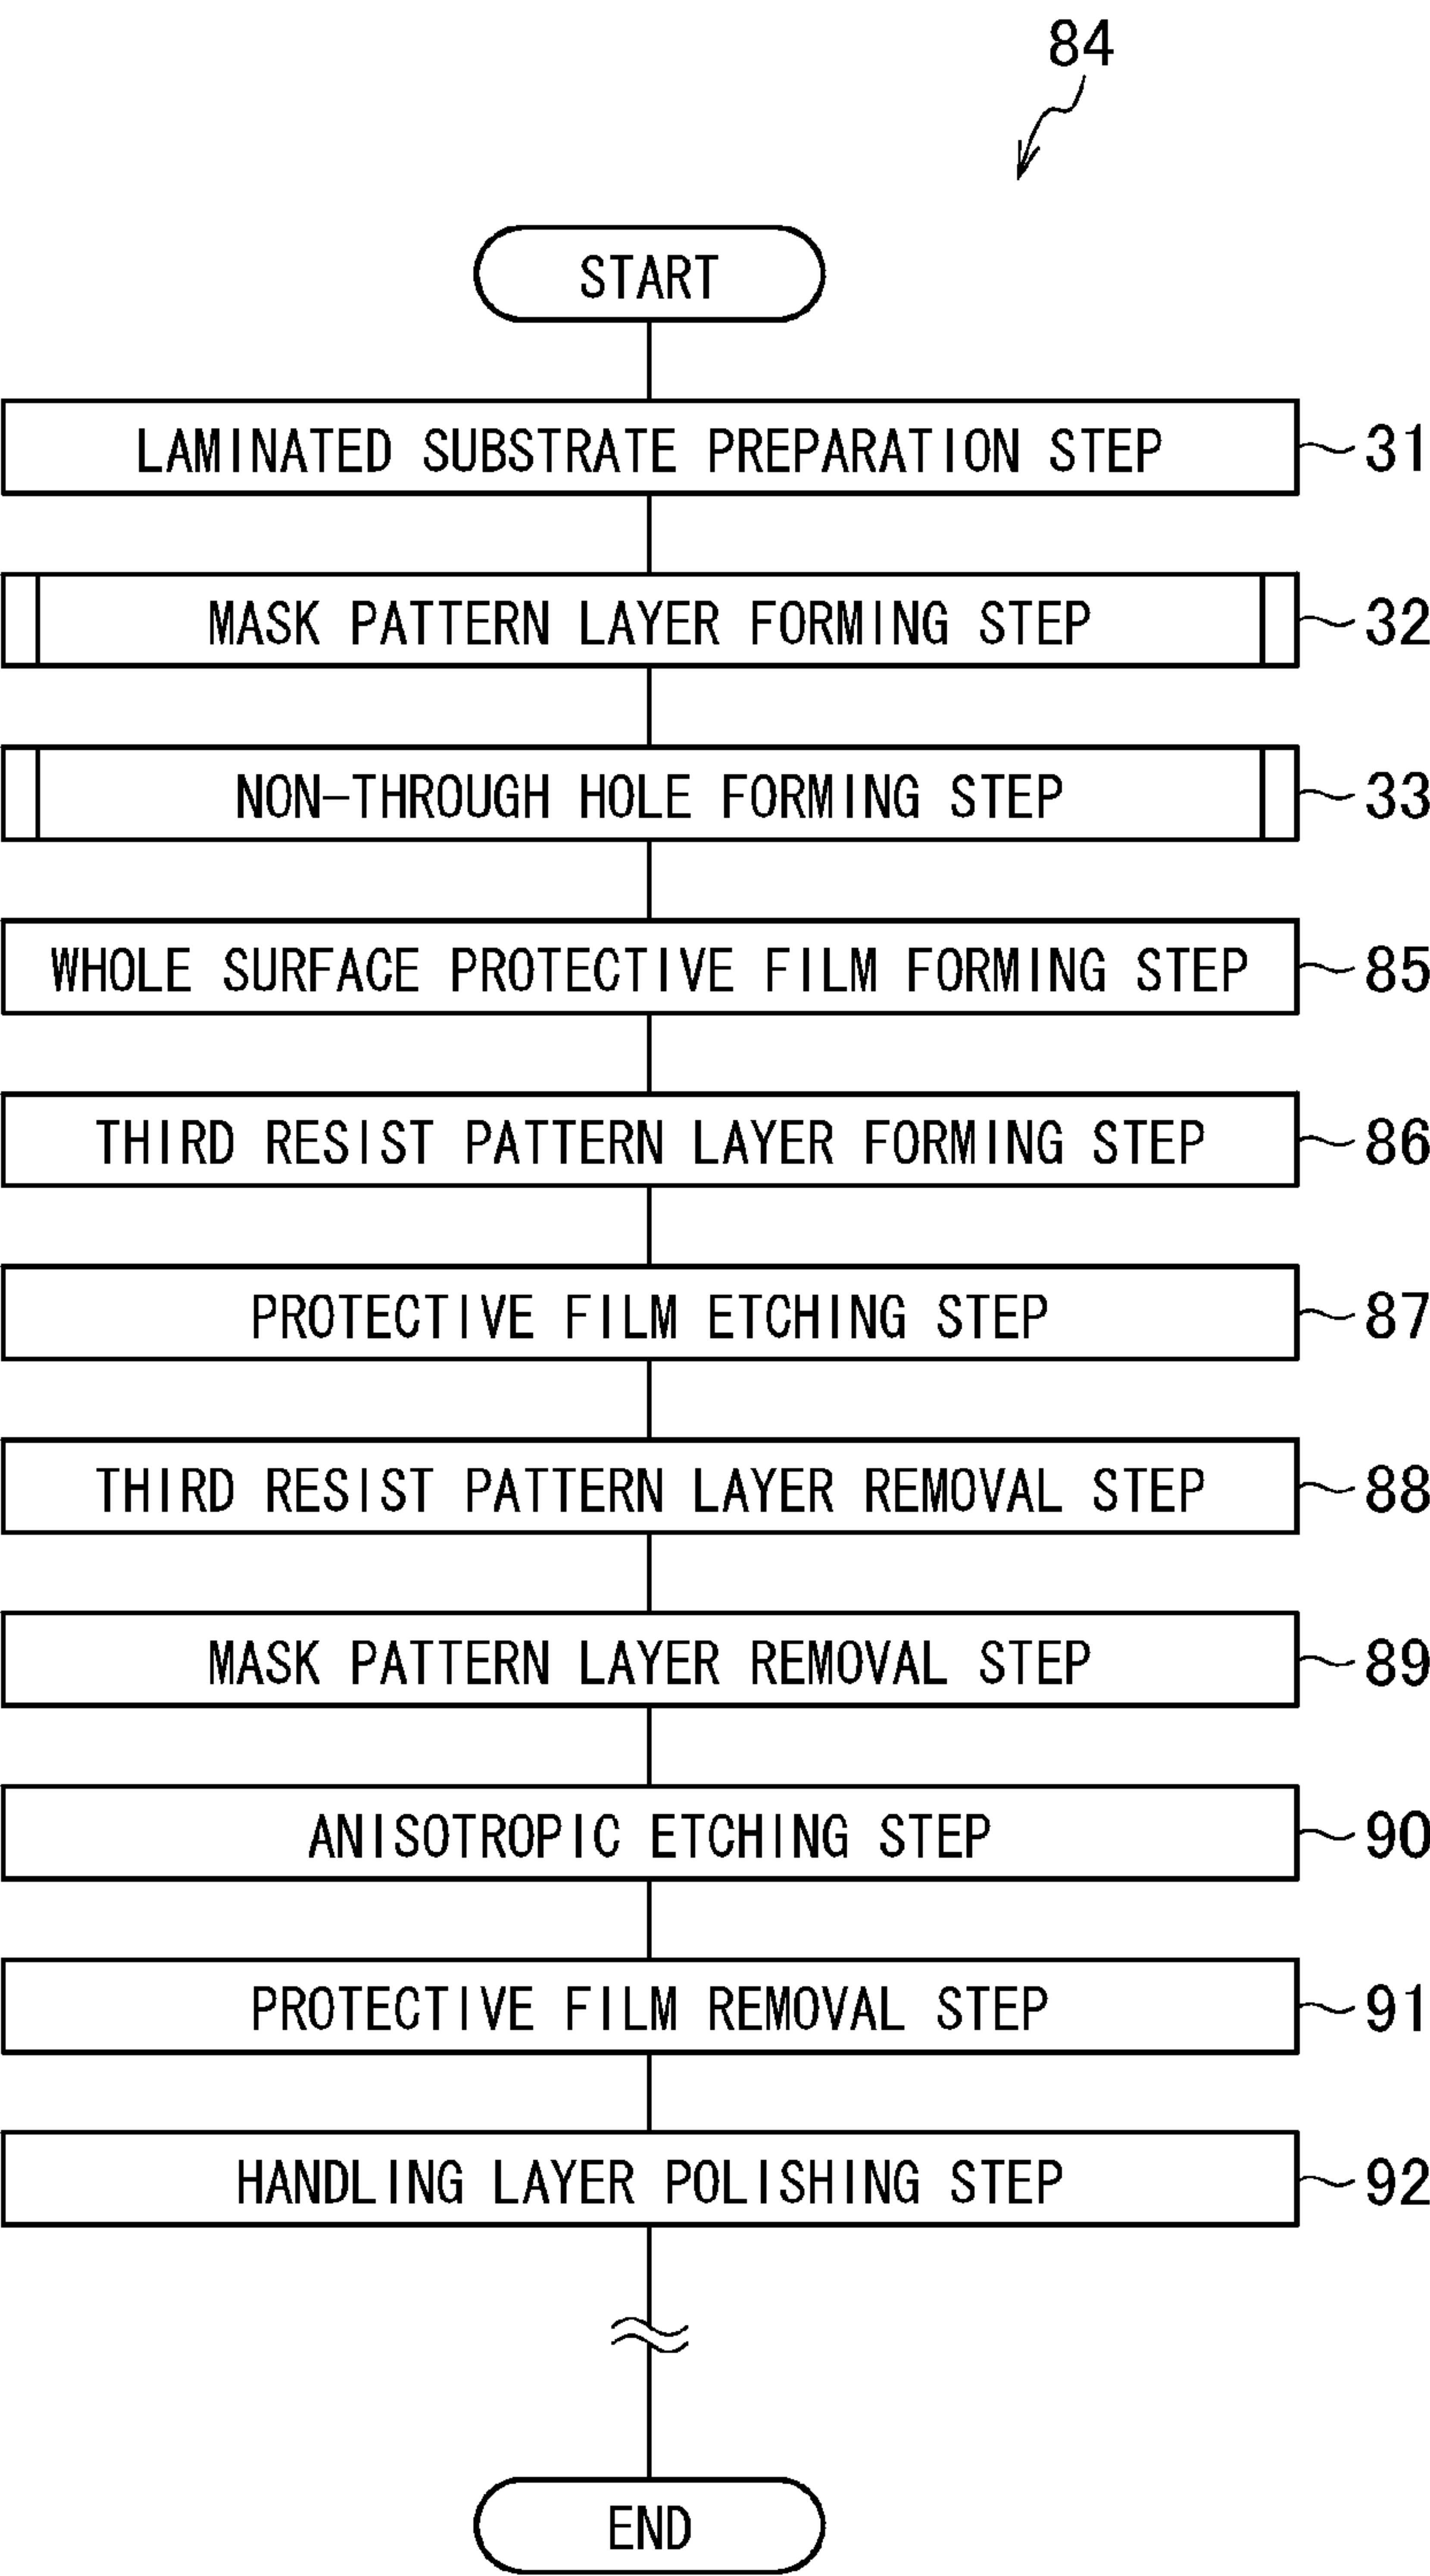 84
START
LAMINATED SUBSTRATE PREPARATION STEP 31
MASK PATTERN LAYER FORMING STEP 32
NON-THROUGH HOLE FORMING STEP 33
WHOLE SURFACE PROTECTIVE FILM FORMING STEP 85
THIRD RESIST PATTERN LAYER FORMING STEP 86
PROTECTIVE FILM ETCHING STEP 87
THIRD RESIST PATTERN LAYER REMOVAL STEP 88
MASK PATTERN LAYER REMOVAL STEP 89
ANISOTROPIC ETCHING STEP 90
PROTECTIVE FILM REMOVAL STEP 91
HANDLING LAYER POLISHING STEP 92
END